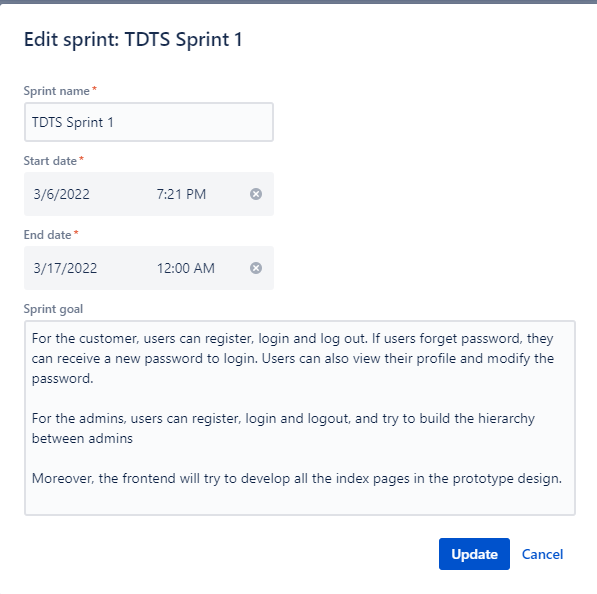 Edit sprint: TDTS Sprint 1
Sprint name*
TDTS Sprint 1
Start date*
3/6/2022 7:21 PM
End date*
3/17/2022 12:00 AM
Sprint goal
For the customer, users can register, login and log out. If users forget password, they
can receive a new password to login. Users can also view their profile and modify the
password.
For the admins, users can register, login and logout, and try to build the hierarchy
between admins
Moreover, the frontend will try to develop all the index pages in the prototype design.
Update Cancel